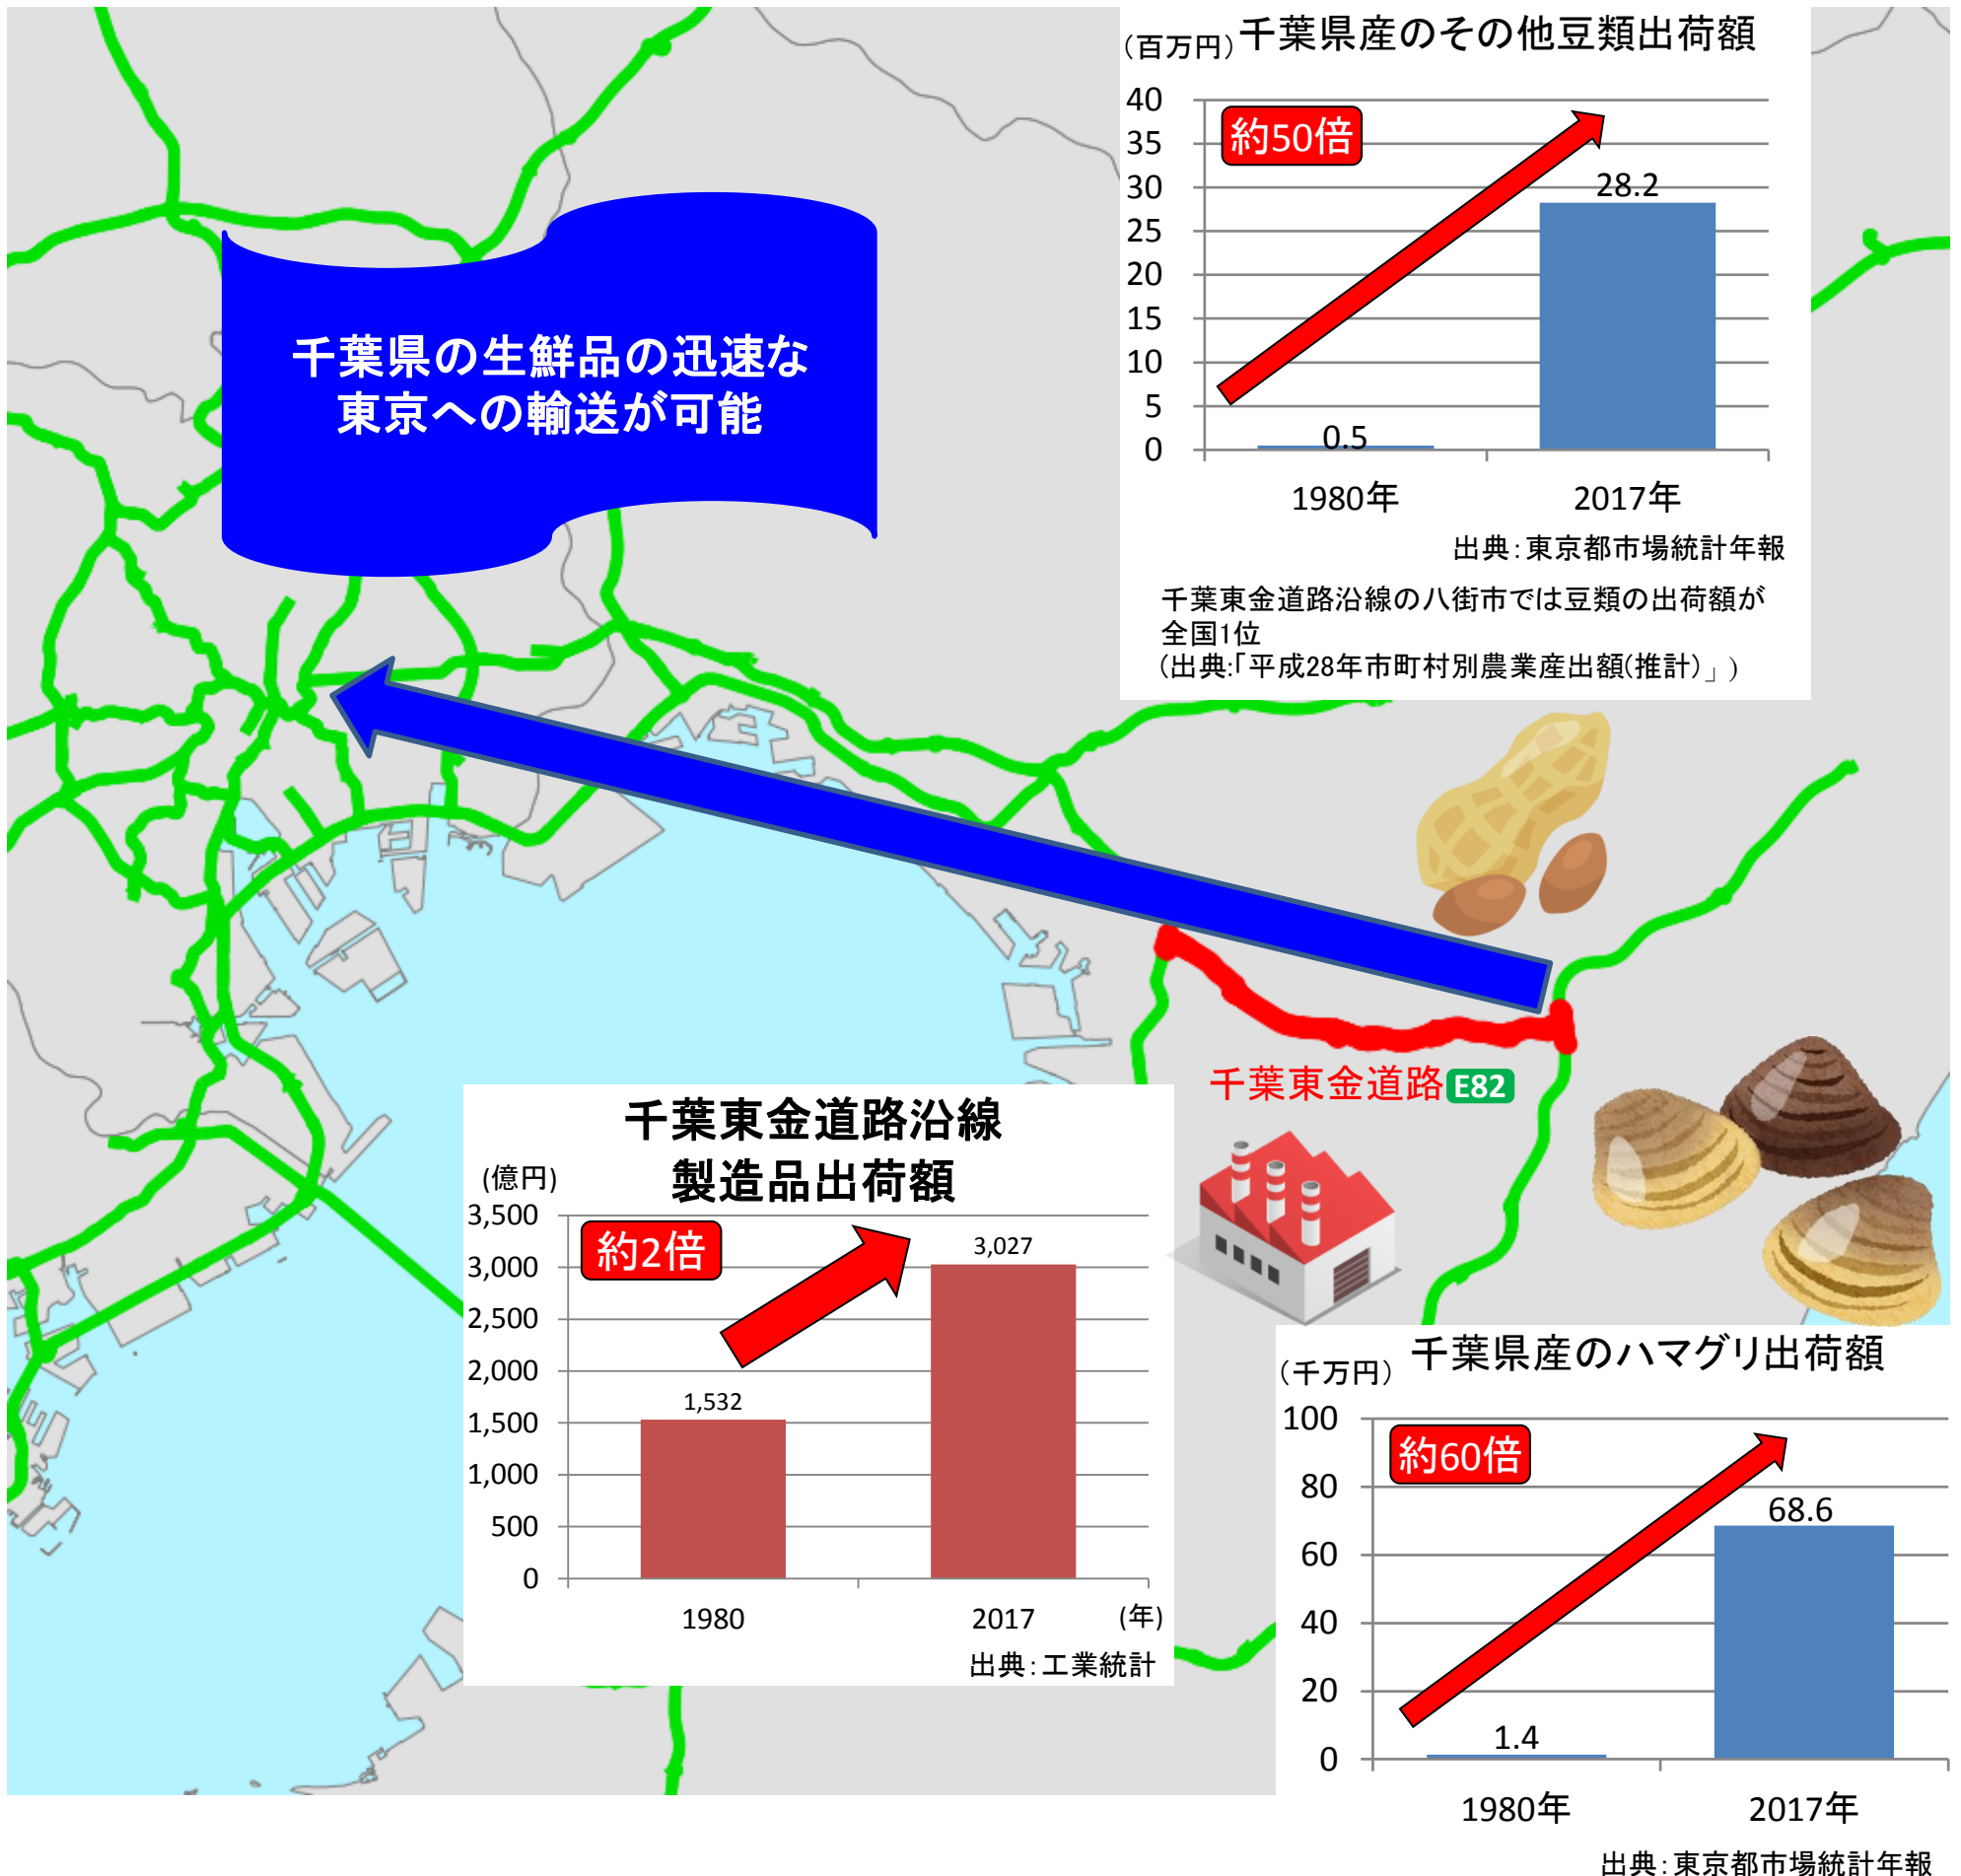 (百万円)
千葉県産のその他豆類出荷額
40
35
30
25
20
15
10
5
0
約50倍
0.5
28.2
1980年
2017年
出典:東京都市場統計年報
千葉東金道路沿線の八街市では豆類の出荷額が
全国1位
(出典:「平成28年市町村別農業産出額(推計)」)
千葉県の生鮮品の迅速な
東京への輸送が可能
千葉東金道路 E82
千葉東金道路沿線
製造品出荷額
(億円)
3,500
3,000
2,500
2,000
1,500
1,000
500
0
約2倍
1,532
3,027
1980
2017
(年)
出典:工業統計
(千万円)
千葉県産のハマグリ出荷額
100
80
60
40
20
0
約60倍
1.4
68.6
1980年
2017年
出典:東京都市場統計年報